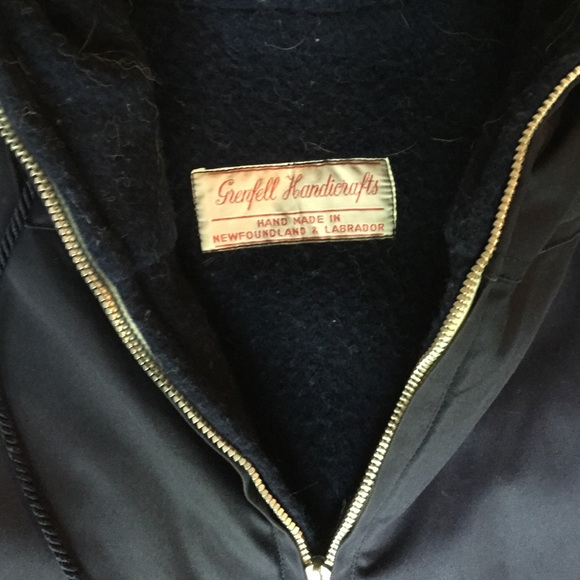 Grenfell Handicrafts
HAND MADE IN
NEWFOUNDLAND & LABRADOR